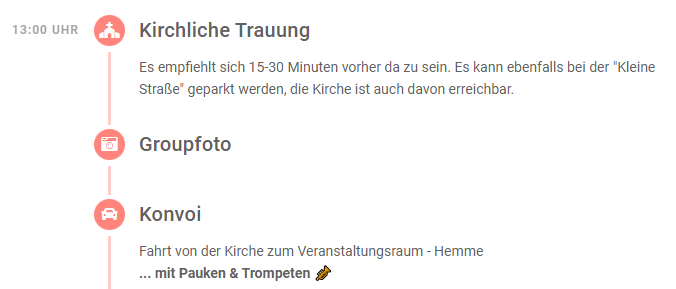 13:00 UHR
Kirchliche Trauung
Es empfiehlt sich 15-30 Minuten vorher da zu sein. Es kann ebenfalls bei der "Kleine
Straße" geparkt werden, die Kirche ist auch davon erreichbar.
Groupfoto
Konvoi
Fahrt von der Kirche zum Veranstaltungsraum - Hemme
... mit Pauken & Trompeten 🎺